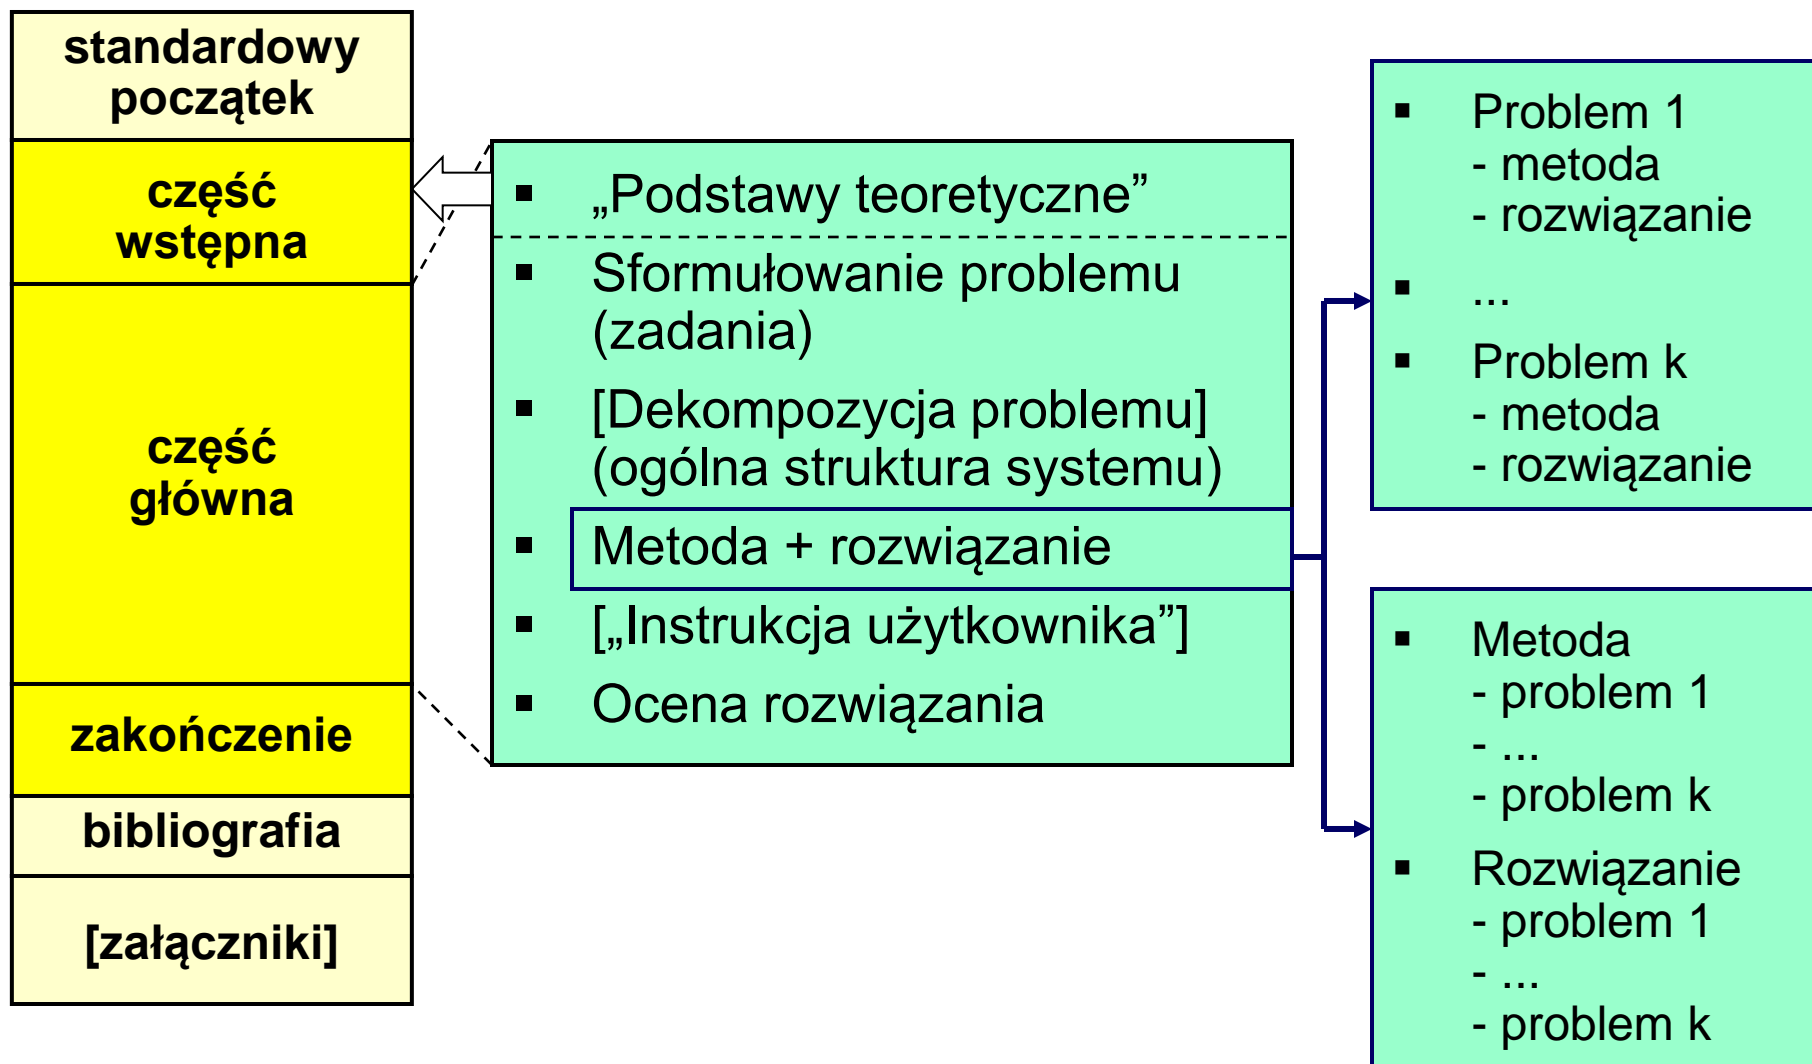 standardowy
początek
część
wstępna
część
główna
zakończenie
bibliografia
[załączniki]
▪ „Podstawy teoretyczne”
▪ Sformułowanie problemu
(zadania)
▪ [Dekompozycja problemu]
(ogólna struktura systemu)
▪ Metoda + rozwiązanie
▪ [„Instrukcja użytkownika”]
▪ Ocena rozwiązania
▪ Problem 1
- metoda
- rozwiązanie
▪ ...
▪ Problem k
- metoda
- rozwiązanie
▪ Metoda
- problem 1
- ...
- problem k
▪ Rozwiązanie
- problem 1
- ...
- problem k